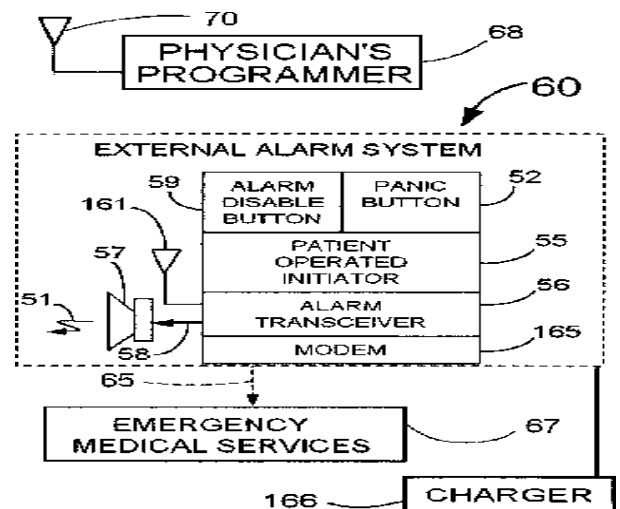 70
PHYSICIAN'S
PROGRAMMER
68
60
EXTERNAL ALARM SYSTEM
59
ALARM
DISABLE
BUTTON
PANIC
BUTTON
52
161
PATIENT
OPERATED
INITIATOR
55
57
56
51
ALARM
TRANSCEIVER
58
MODEM
165
65
EMERGENCY
MEDICAL SERVICES
67
166
CHARGER